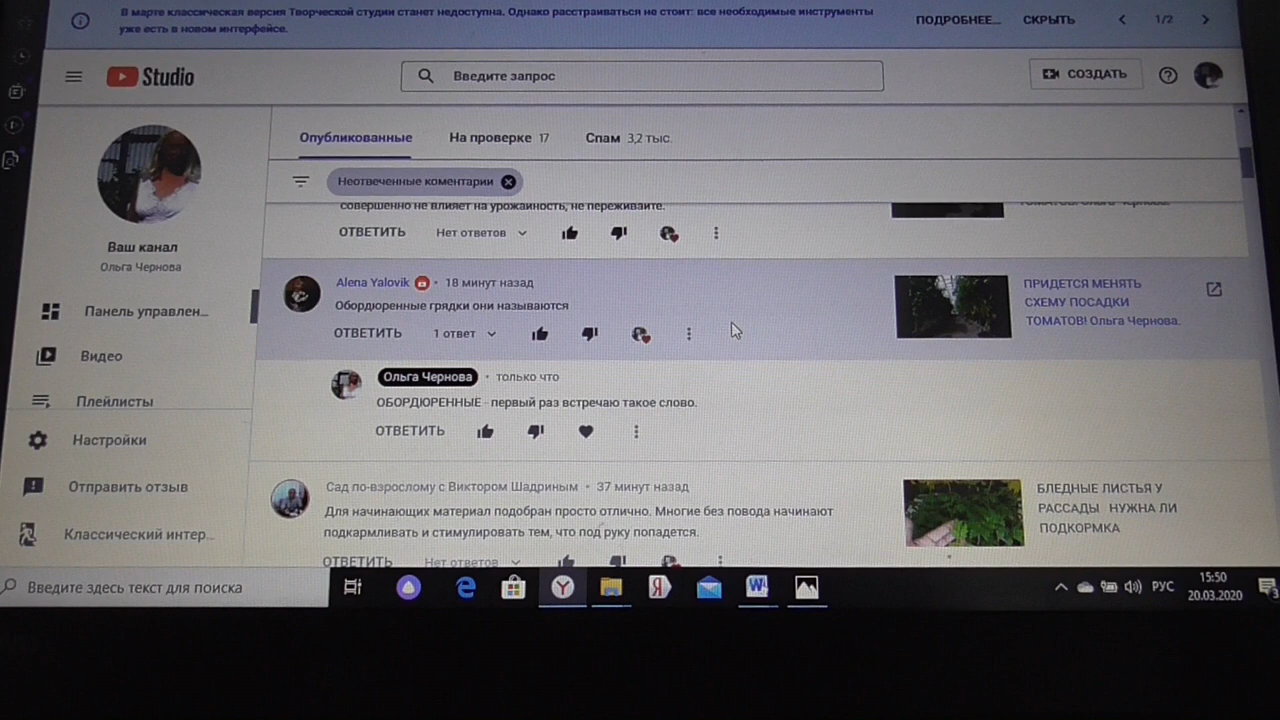 В марте классическая версия Творческой студии станет недоступна. Однако расстраиваться не стоит: все необходимые инструменты
уже есть в новом интерфейсе.
ПОДРОБНЕЕ... СКРЫТЬ 1/2
Studio
Введите запрос
СОЗДАТЬ
Опубликованные На проверке 17 Спам 3,2 тыс.
Неотвеченные коментарии
совершенно не влияет на урожайность, не переживайте.
ТОМАТОВ! Ольга Чернова.
ОТВЕТИТЬ Нет ответов
Ваш канал
Ольга Чернова
Панель управлен...
Видео
Плейлисты
Настройки
Отправить отзыв
Классический интер...
Alena Yalovik • 18 минут назад
Обордюренные грядки они называются
ОТВЕТИТЬ 1 ответ
ПРИДЕТСЯ МЕНЯТЬ
СХЕМУ ПОСАДКИ
ТОМАТОВ! Ольга Чернова.
Ольга Чернова • только что
ОБОРДЮРЕННЫЕ - первый раз встречаю такое слово.
ОТВЕТИТЬ
Сад по-взрослому с Виктором Шадриным • 37 минут назад
Для начинающих материал подобран просто отлично. Многие без повода начинают
подкармливать и стимулировать тем, что под руку попадется.
ОТВЕТИТЬ Нет ответов
БЛЕДНЫЕ ЛИСТЬЯ У
РАССАДЫ НУЖНА ЛИ
ПОДКОРМКА
Введите здесь текст для поиска
РУС
15:50
20.03.2020
3